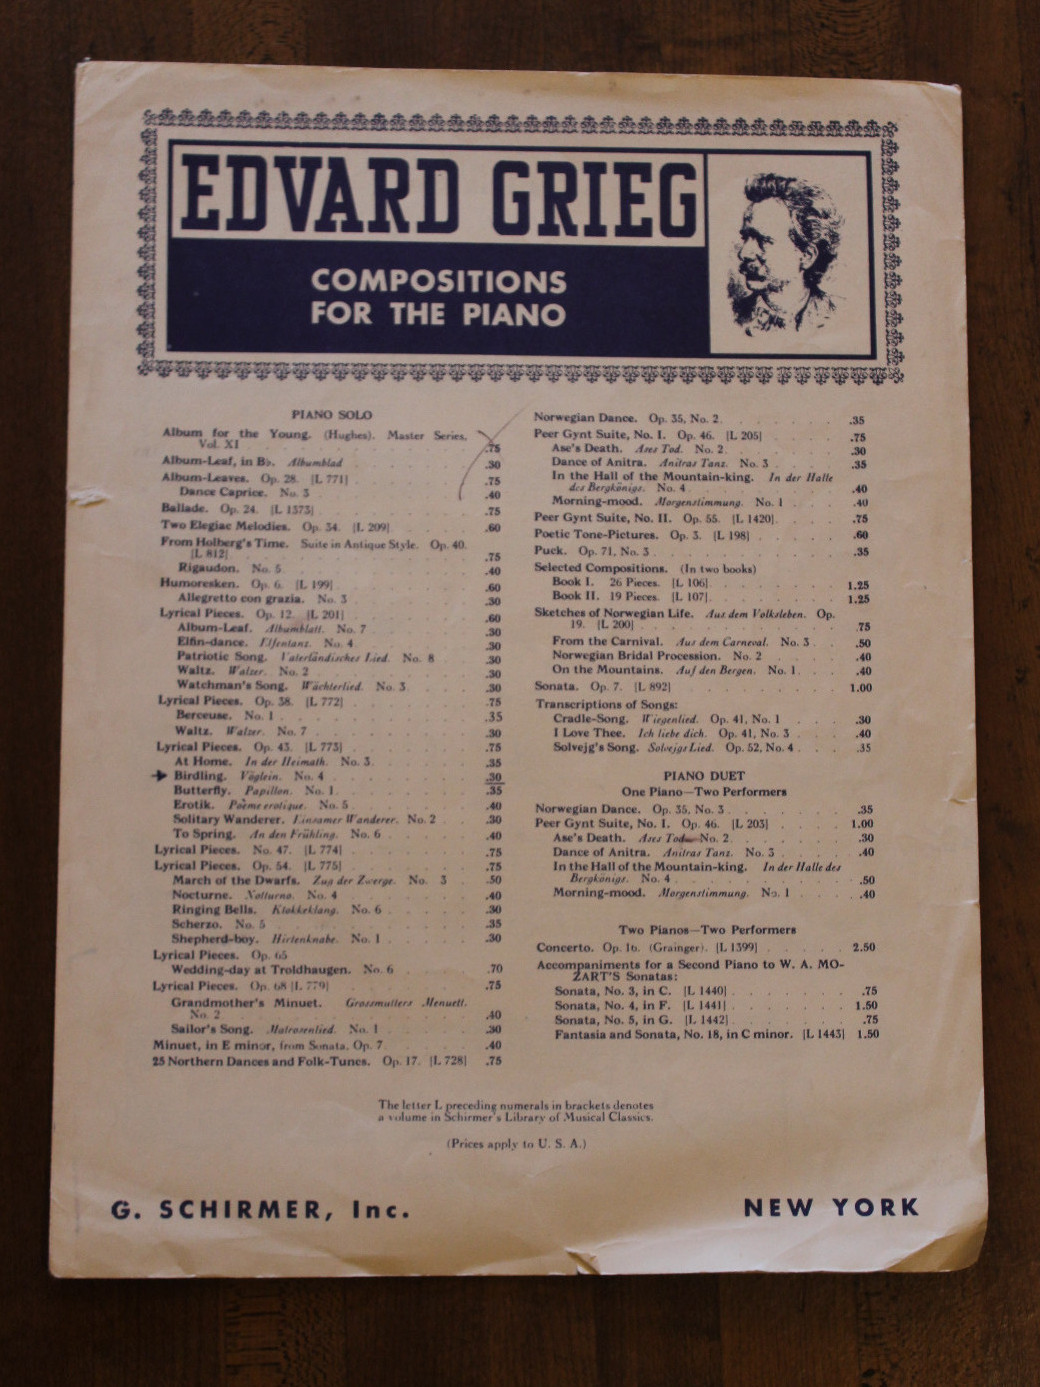 EDVARD GRIEG
COMPOSITIONS
FOR THE PIANO
PIANO SOLO
Album for the Young. (Hughes). Master Series,
Vol. XI . . . . .75
Album-Leaf, in B♭. Albumblad . . . . .30
Album-Leaves. Op. 28. [L 771] . . . . .75
Dance Caprice. No. 3 . . . . .40
Ballade. Op. 24. [L 1373] . . . . .75
Two Elegiac Melodies. Op. 34. [L 209] . . . . .60
From Holberg's Time. Suite in Antique Style. Op. 40.
[L 812] . . . . .75
Rigaudon. No. 5 . . . . .40
Humoresken. Op. 6. [L 199] . . . . .60
Allegretto con grazia. No. 3 . . . . .30
Lyrical Pieces. Op. 12. [L 201] . . . . .60
Album-Leaf. Albumblatt. No. 7 . . . . .30
Elfin-dance. Elfentanz. No. 4 . . . . .30
Patriotic Song. Vaterländisches Lied. No. 8 . . . . .30
Waltz. Walzer. No. 2 . . . . .30
Watchman's Song. Wächterlied. No. 3 . . . . .30
Lyrical Pieces. Op. 38. [L 772] . . . . .75
Berceuse. No. 1 . . . . .35
Waltz. Walzer. No. 7 . . . . .30
Lyrical Pieces. Op. 43. [L 773] . . . . .75
At Home. In der Heimath. No. 3 . . . . .35
Birdling. Vöglein. No. 4 . . . . .30
Butterfly. Papillon. No. 1 . . . . .35
Erotik. Poème erotique. No. 5 . . . . .40
Solitary Wanderer. Einsamer Wanderer. No. 2 . . . . .30
To Spring. An den Frühling. No. 6 . . . . .40
Lyrical Pieces. No. 47. [L 774] . . . . .75
Lyrical Pieces. Op. 54. [L 775] . . . . .75
March of the Dwarfs. Zug der Zwerge. No. 3 . . . . .50
Nocturne. Notturno. No. 4 . . . . .40
Ringing Bells. Klokkeklang. No. 6 . . . . .30
Scherzo. No. 5 . . . . .35
Shepherd-boy. Hirtenknabe. No. 1 . . . . .30
Lyrical Pieces. Op. 65
Wedding-day at Troldhaugen. No. 6 . . . . .70
Lyrical Pieces. Op. 68 [L 779] . . . . .75
Grandmother's Minuet. Grossmutters Menuett.
No. 2 . . . . .40
Sailor's Song. Matrosenlied. No. 1 . . . . .30
Minuet, in E minor, from Sonata, Op. 7 . . . . .40
25 Northern Dances and Folk-Tunes. Op. 17. [L 728] .75
Norwegian Dance. Op. 35, No. 2 . . . . .35
Peer Gynt Suite, No. I. Op. 46. [L 205] . . . . .75
Ase's Death. Ases Tod. No. 2 . . . . .30
Dance of Anitra. Anitras Tanz. No. 3 . . . . .35
In the Hall of the Mountain-king. In der Halle
des Bergkönigs. No. 4 . . . . .40
Morning-mood. Morgenstimmung. No. 1 . . . . .40
Peer Gynt Suite, No. II. Op. 55. [L 1420] . . . . .75
Poetic Tone-Pictures. Op. 3. [L 198] . . . . .60
Puck. Op. 71, No. 3 . . . . .35
Selected Compositions. (In two books)
Book I. 26 Pieces. [L 106] . . . . 1.25
Book II. 19 Pieces. [L 107] . . . . 1.25
Sketches of Norwegian Life. Aus dem Volksleben. Op.
19. [L 200] . . . . .75
From the Carnival. Aus dem Carneval. No. 3 . . . . .50
Norwegian Bridal Procession. No. 2 . . . . .40
On the Mountains. Auf den Bergen. No. 1 . . . . .40
Sonata. Op. 7. [L 892] . . . . 1.00
Transcriptions of Songs:
Cradle-Song. Wiegenlied. Op. 41, No. 1 . . . . .30
I Love Thee. Ich liebe dich. Op. 41, No. 3 . . . . .40
Solvejg's Song. Solvejgs Lied. Op. 52, No. 4 . . . . .35
PIANO DUET
One Piano—Two Performers
Norwegian Dance. Op. 35, No. 3 . . . . .35
Peer Gynt Suite, No. I. Op. 46. [L 203] . . . . 1.00
Ase's Death. Ases Tod. No. 2 . . . . .30
Dance of Anitra. Anitras Tanz. No. 3 . . . . .40
In the Hall of the Mountain-king. In der Halle des
Bergkönigs. No. 4 . . . . .50
Morning-mood. Morgenstimmung. No. 1 . . . . .40
Two Pianos—Two Performers
Concerto. Op. 16. (Grainger). [L 1399] . . . . 2.50
Accompaniments for a Second Piano to W. A. MO-
ZART'S Sonatas:
Sonata, No. 3, in C. [L 1440] . . . . .75
Sonata, No. 4, in F. [L 1441] . . . . 1.50
Sonata, No. 5, in G. [L 1442] . . . . .75
Fantasia and Sonata, No. 18, in C minor. [L 1443] 1.50
The letter L preceding numerals in brackets denotes
a volume in Schirmer's Library of Musical Classics.
(Prices apply to U. S. A.)
G. SCHIRMER, Inc.
NEW YORK